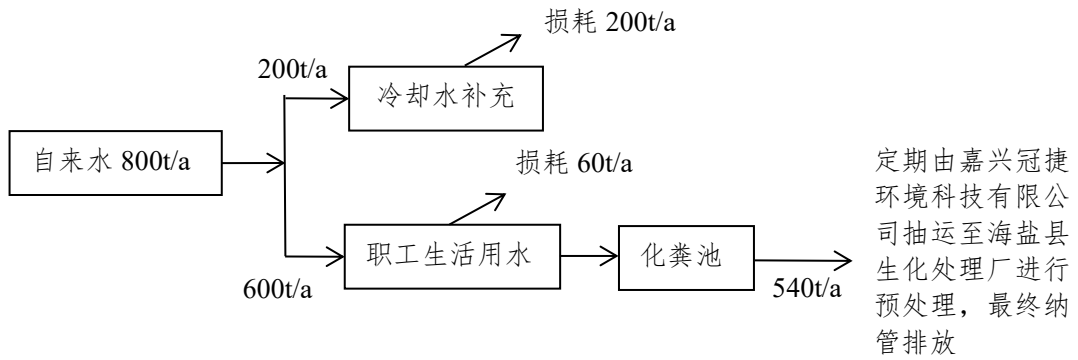 损耗 200t/a
200t/a
冷却水补充
自来水 800t/a
损耗 60t/a
职工生活用水
600t/a
化粪池
540t/a
定期由嘉兴冠捷
环境科技有限公
司抽运至海盐县
生化处理厂进行
预处理，最终纳
管排放